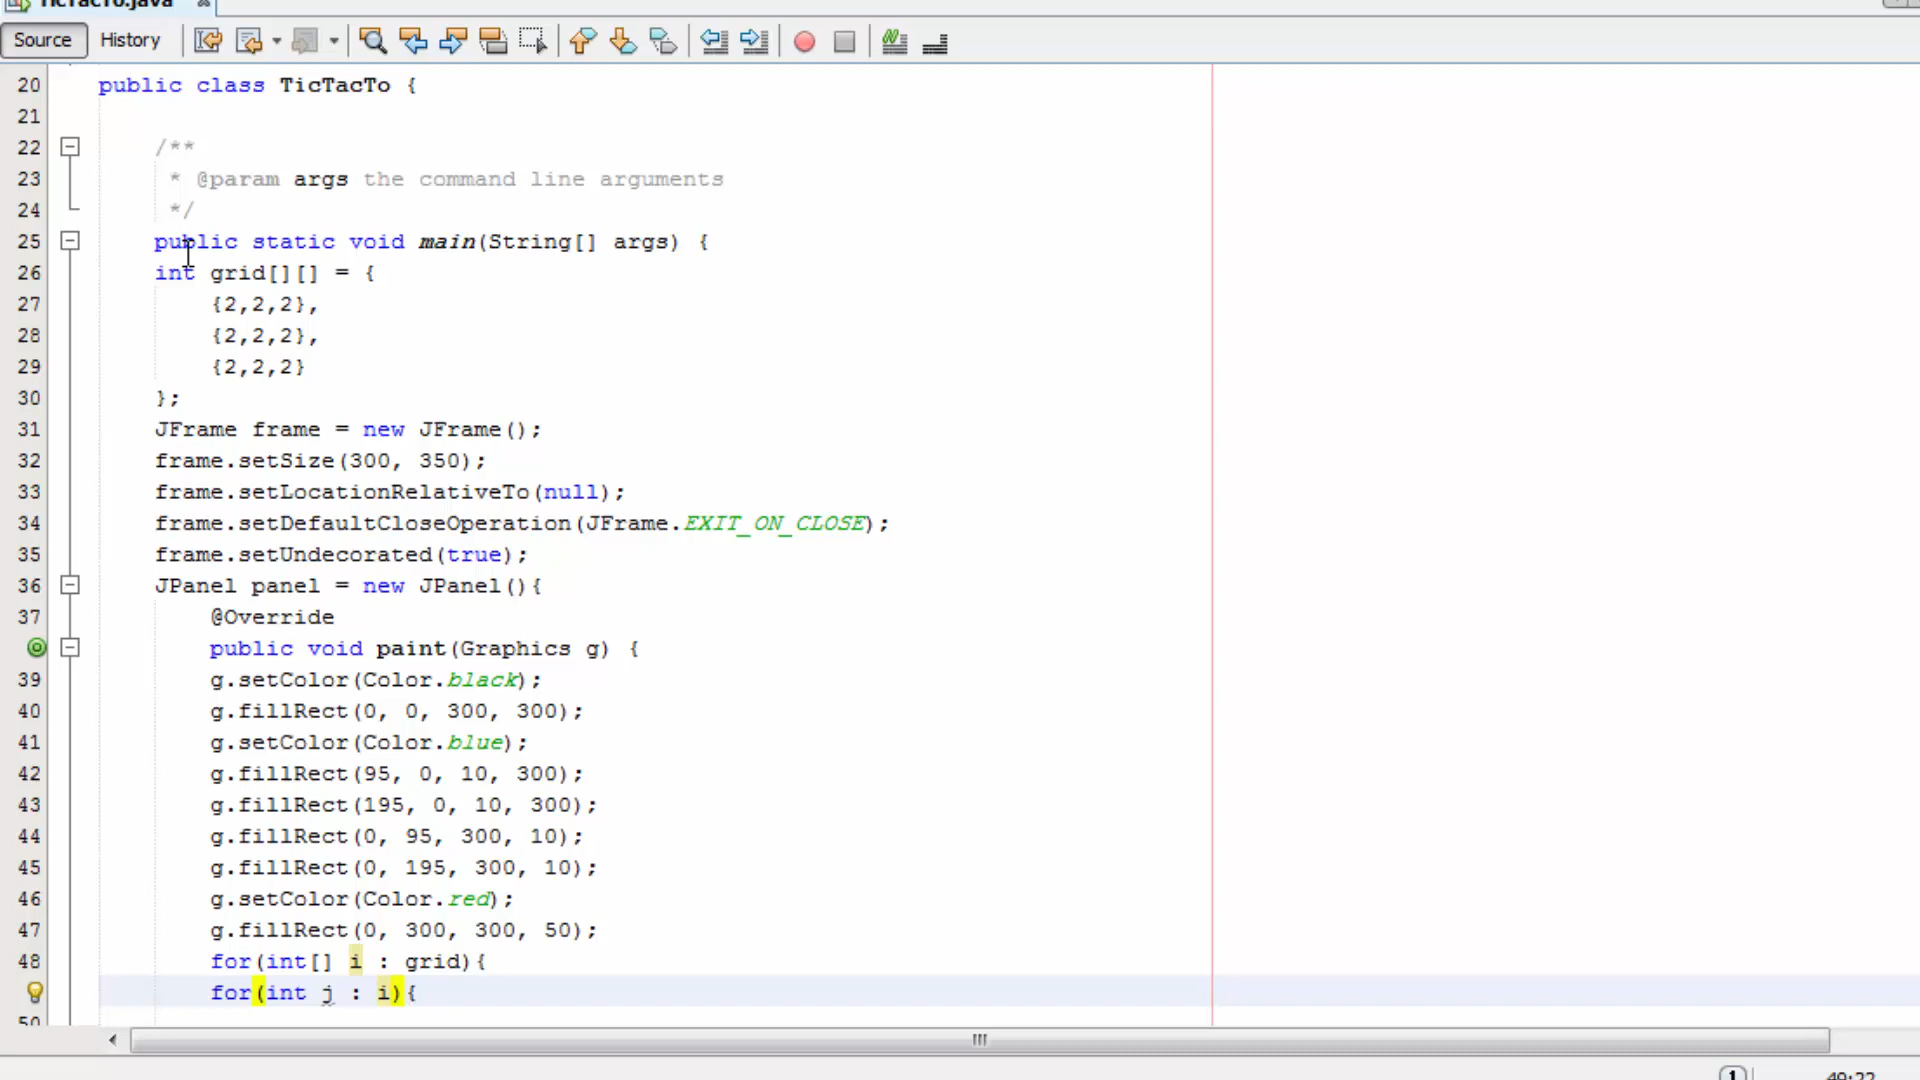 TicTacTo.java
Source History
20 public class TicTacTo {
21
22 /**
23 * @param args the command line arguments
24 */
25 public static void main(String[] args) {
26 int grid[][] = {
27 {2,2,2},
28 {2,2,2},
29 {2,2,2}
30 };
31 JFrame frame = new JFrame();
32 frame.setSize(300, 350);
33 frame.setLocationRelativeTo(null);
34 frame.setDefaultCloseOperation(JFrame.EXIT_ON_CLOSE);
35 frame.setUndecorated(true);
36 JPanel panel = new JPanel(){
37 @Override
public void paint(Graphics g) {
39 g.setColor(Color.black);
40 g.fillRect(0, 0, 300, 300);
41 g.setColor(Color.blue);
42 g.fillRect(95, 0, 10, 300);
43 g.fillRect(195, 0, 10, 300);
44 g.fillRect(0, 95, 300, 10);
45 g.fillRect(0, 195, 300, 10);
46 g.setColor(Color.red);
47 g.fillRect(0, 300, 300, 50);
48 for(int[] i : grid){
for(int j : i){
50
1 49:22